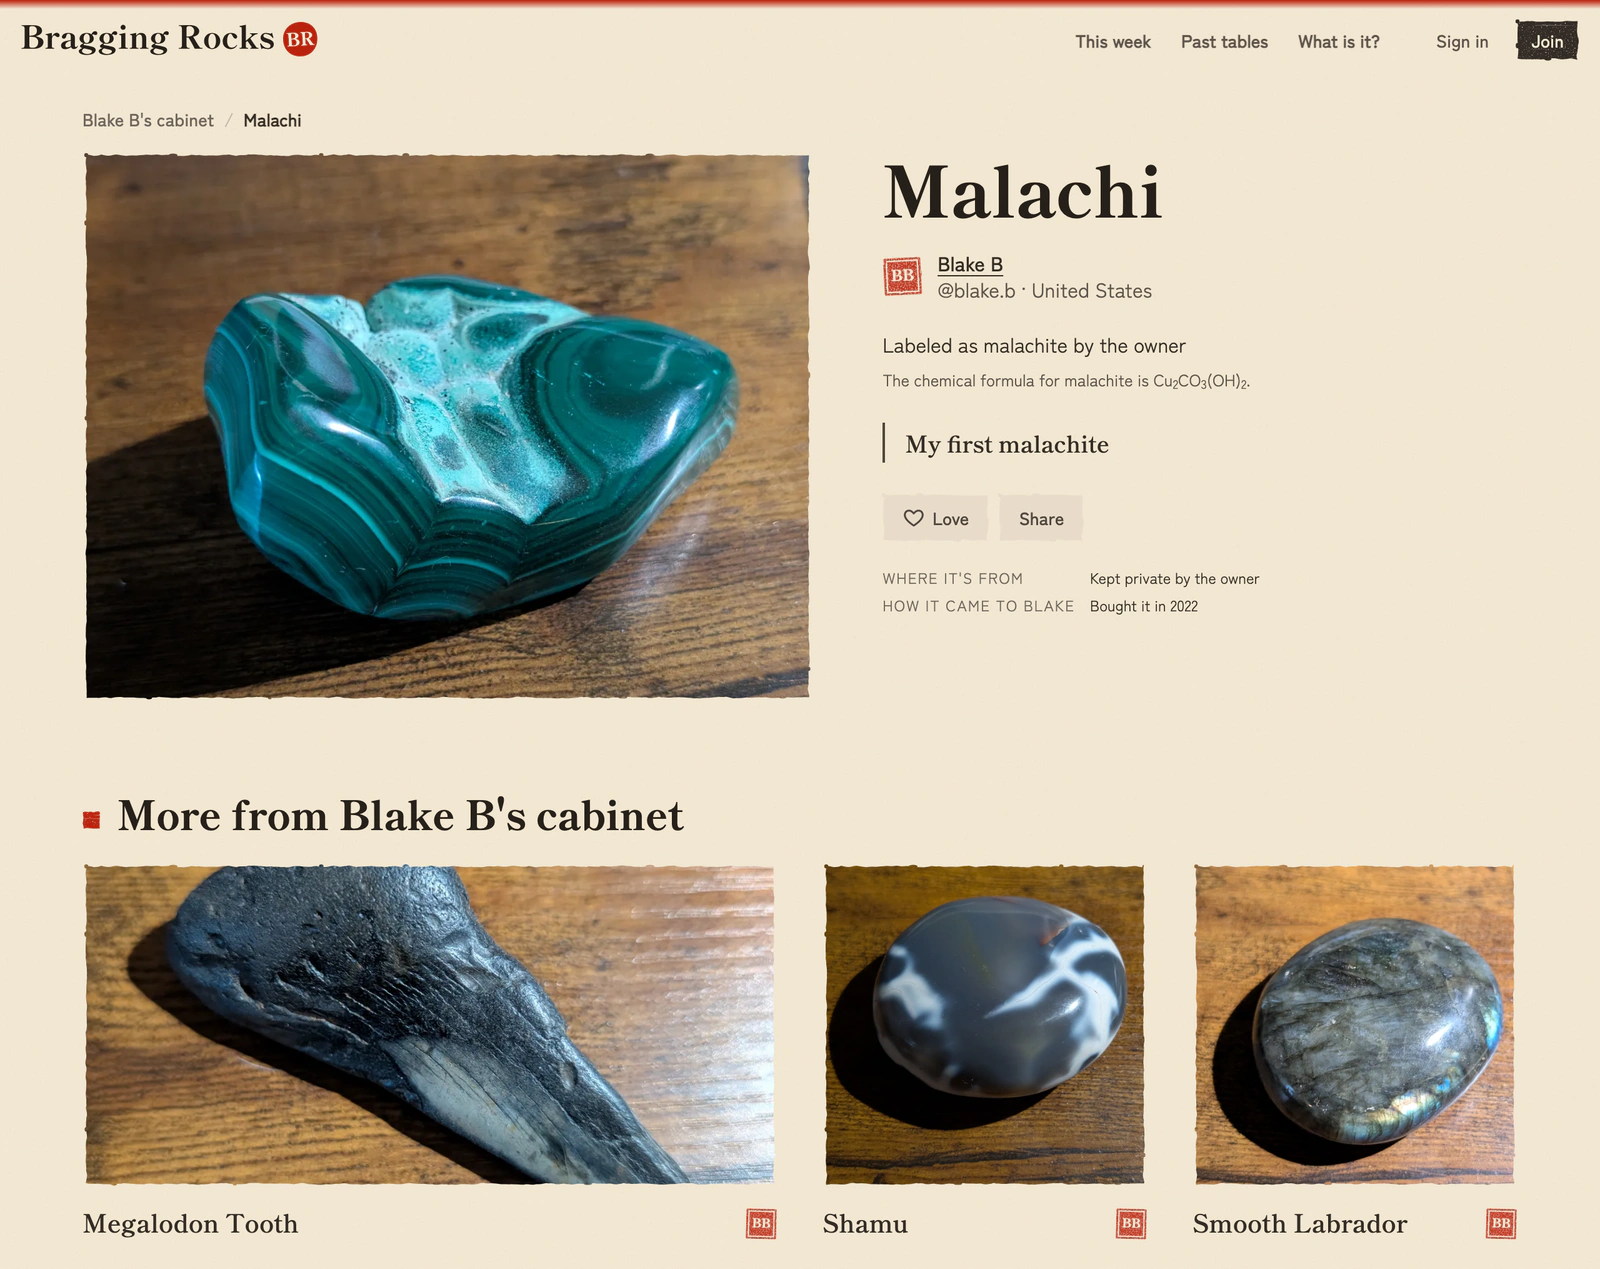 Bragging Rocks BR
This week
Past tables
What is it?
Sign in
Join
Blake B's cabinet / Malachi
Malachi
BB
Blake B
@blake.b · United States
Labeled as malachite by the owner
The chemical formula for malachite is Cu₂CO₃(OH)₂.
My first malachite
Love
Share
WHERE IT'S FROM Kept private by the owner
HOW IT CAME TO BLAKE Bought it in 2022
More from Blake B's cabinet
Megalodon Tooth
BB
Shamu
BB
Smooth Labrador
BB